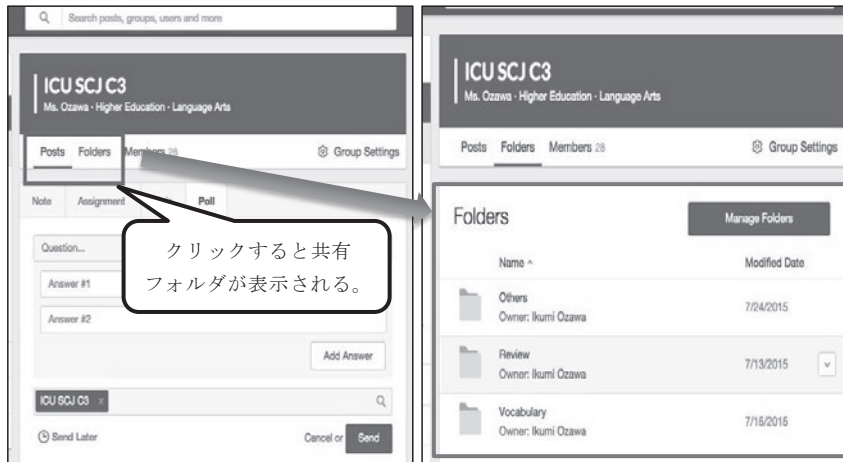 Search posts, groups, users and more
ICU SCJ C3
Ms. Ozawa - Higher Education - Language Arts
Posts Folders Members 28 Group Settings
Note Assignment Poll
クリックすると共有
フォルダが表示される。
Question...
Answer #1
Answer #2
Add Answer
ICU SCJ C3 ×
Send Later Cancel or Send
ICU SCJ C3
Ms. Ozawa - Higher Education - Language Arts
Posts Folders Members 28 Group Settings
Folders Manage Folders
Name Modified Date
Others
Owner: Ikumi Ozawa
7/24/2015
Review
Owner: Ikumi Ozawa
7/13/2015
Vocabulary
Owner: Ikumi Ozawa
7/15/2015